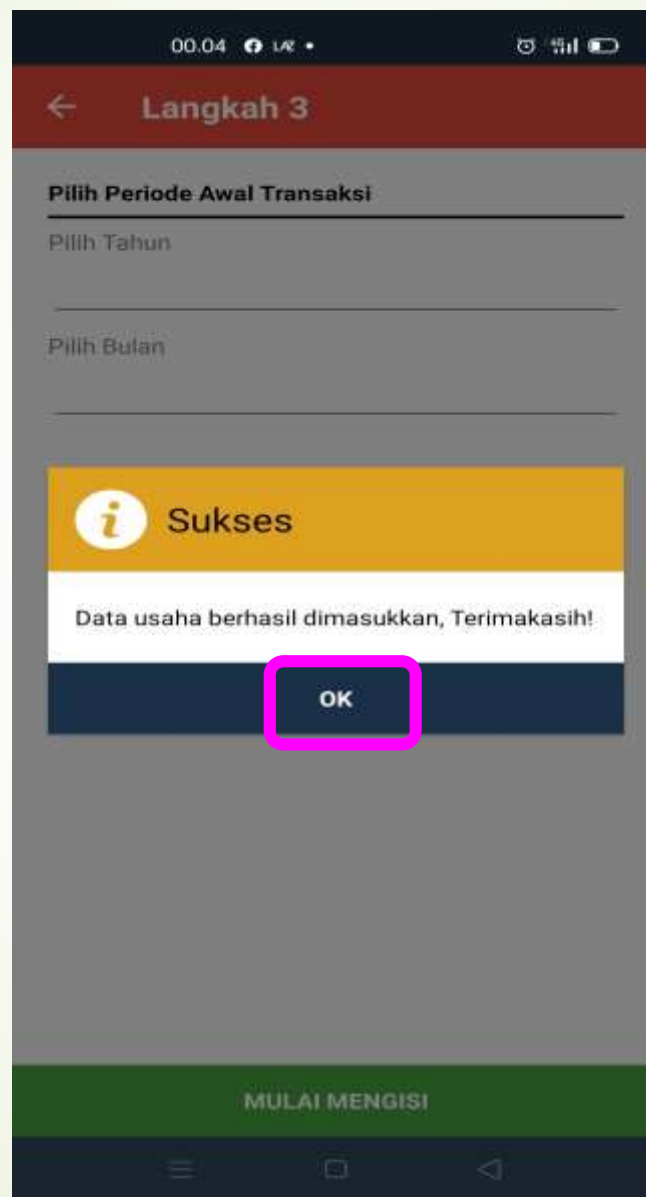 00.04
Langkah 3
Pilih Periode Awal Transaksi
Pilih Tahun
Pilih Bulan
i Sukses
Data usaha berhasil dimasukkan, Terimakasih!
OK
MULAI MENGISI